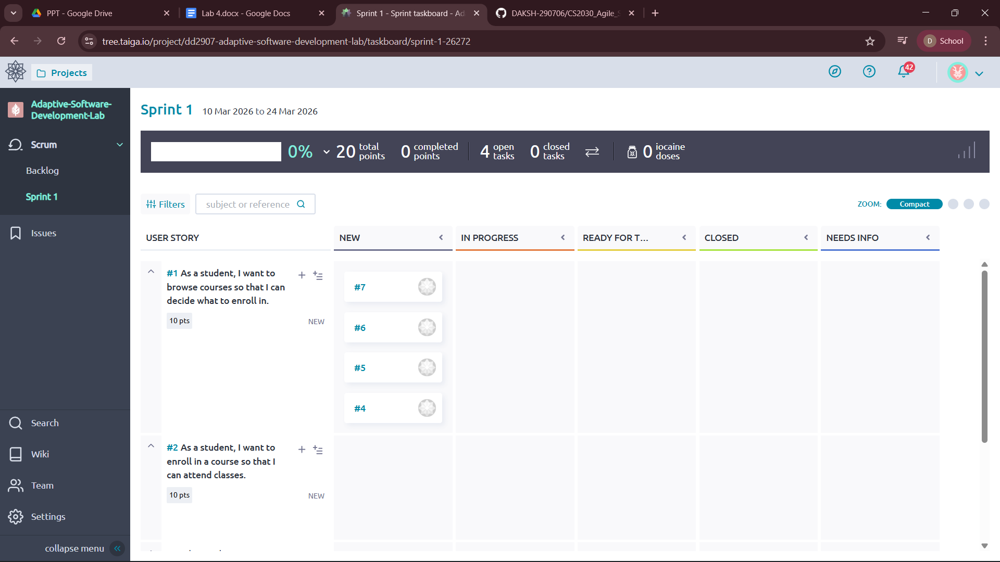 PPT - Google Drive
Lab 4.docx - Google Docs
Sprint 1 - Sprint taskboard - Ad
DAKSH-290706/CS2030_Agile_S
tree.taiga.io/project/dd2907-adaptive-software-development-lab/taskboard/sprint-1-26272
D School
Projects
42
Adaptive-Software-
Development-Lab
Scrum
Backlog
Sprint 1
Issues
Search
Wiki
Team
Settings
collapse menu
Sprint 1 10 Mar 2026 to 24 Mar 2026
0%
20 total points
0 completed points
4 open tasks
0 closed tasks
0 iocaine doses
Filters
subject or reference
ZOOM: Compact
USER STORY
NEW
IN PROGRESS
READY FOR T...
CLOSED
NEEDS INFO
#1 As a student, I want to
browse courses so that I can
decide what to enroll in.
10 pts
NEW
#7
#6
#5
#4
#2 As a student, I want to
enroll in a course so that I
can attend classes.
10 pts
NEW